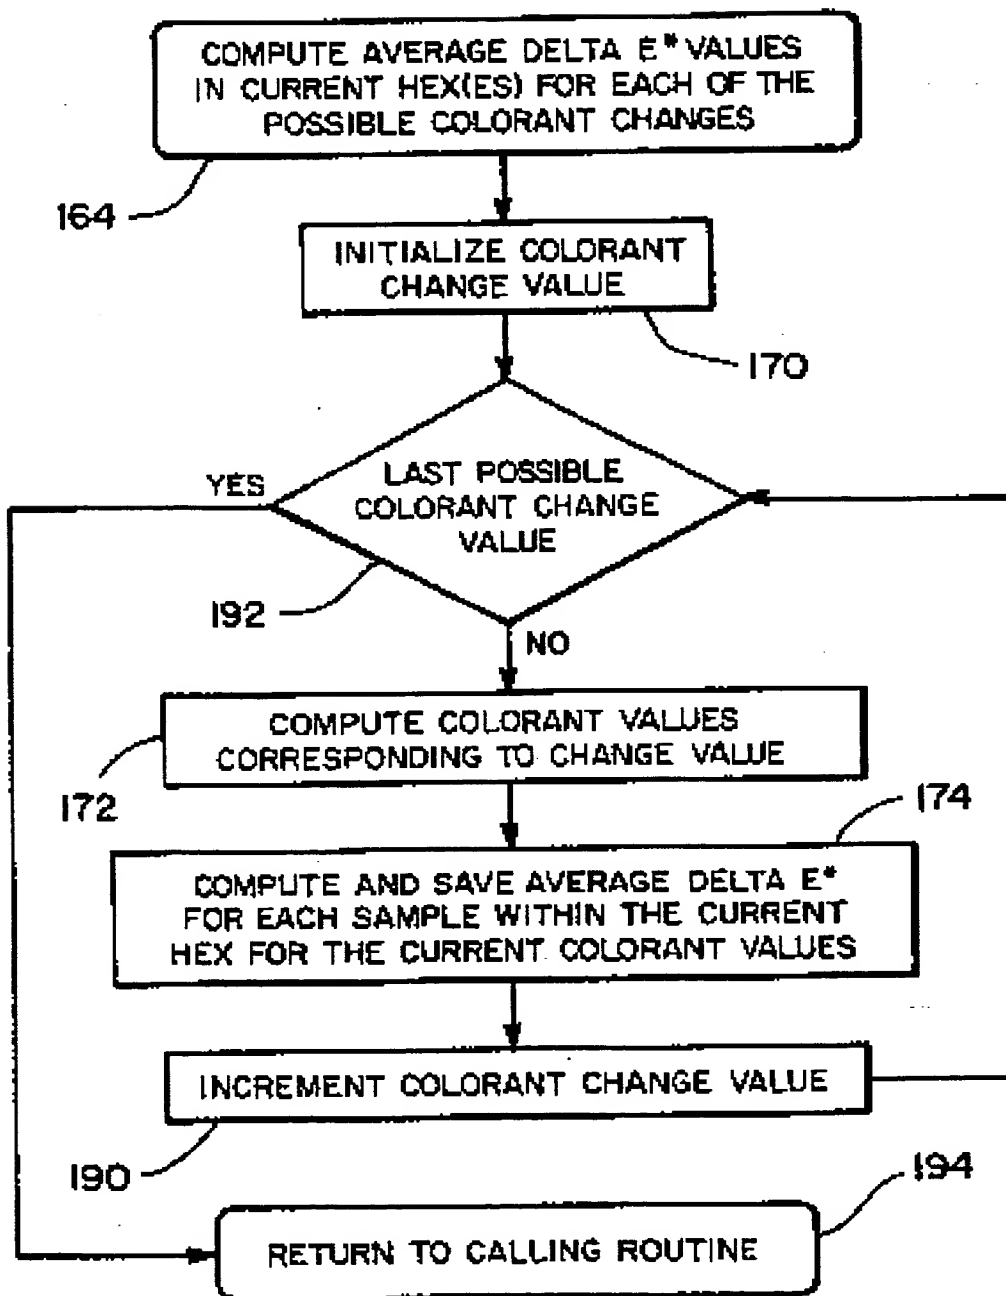 COMPUTE AVERAGE DELTA E* VALUES
IN CURRENT HEX(ES) FOR EACH OF THE
POSSIBLE COLORANT CHANGES
164
INITIALIZE COLORANT
CHANGE VALUE
170
LAST POSSIBLE
COLORANT CHANGE
VALUE
YES
192
NO
COMPUTE COLORANT VALUES
CORRESPONDING TO CHANGE VALUE
172
174
COMPUTE AND SAVE AVERAGE DELTA E*
FOR EACH SAMPLE WITHIN THE CURRENT
HEX FOR THE CURRENT COLORANT VALUES
INCREMENT COLORANT CHANGE VALUE
190
194
RETURN TO CALLING ROUTINE